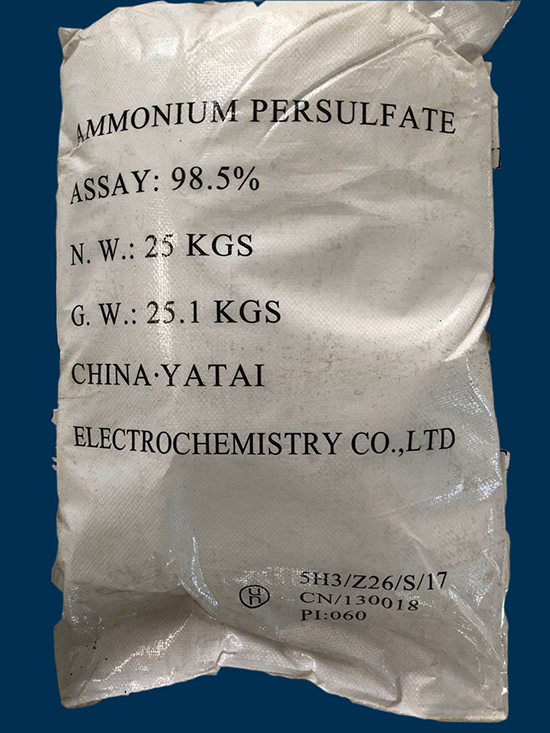 AMMONIUM PERSULFATE
ASSAY: 98.5%
N. W.: 25 KGS
G. W.: 25.1 KGS
CHINA·YATAI
ELECTROCHEMISTRY CO.,LTD
un 5H3/Z26/S/17
CN/130018
PI:060